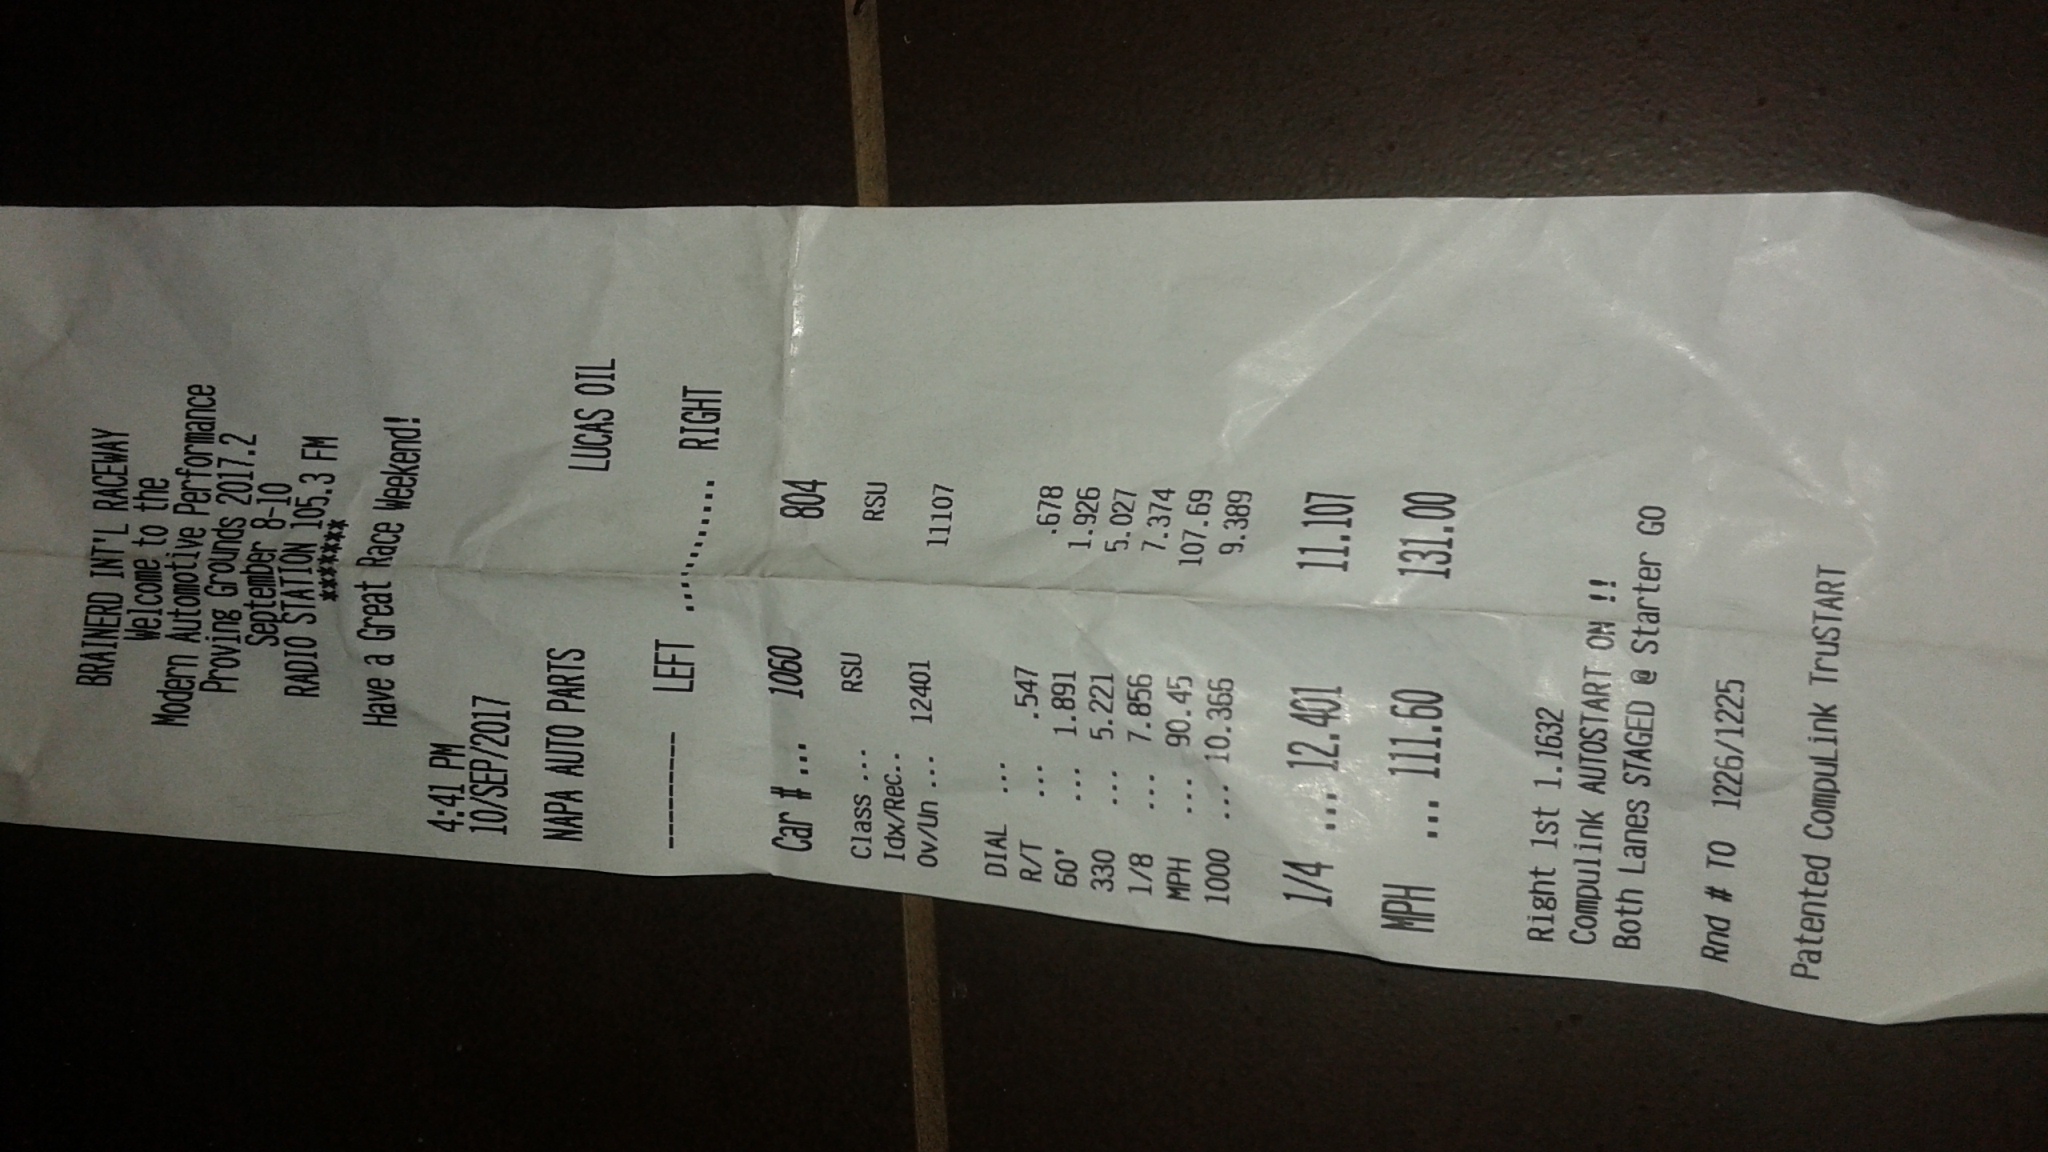 BRAINERD INT'L RACEWAY
Welcome to the
Modern Automotive Performance
Proving Grounds 2017.2
September 8-10
RADIO STATION 105.3 FM
******
Have a Great Race Weekend!
4:41 PM
10/SEP/2017
NAPA AUTO PARTS LUCAS OIL
--------- LEFT .......... RIGHT
Car # ... 1060 804
Class ... RSU RSU
Idx/Rec..
Ov/Un ... 12401 11107
DIAL ...
R/T ... .547 .678
60' ... 1.891 1.926
330 ... 5.221 5.027
1/8 ... 7.856 7.374
MPH ... 90.45 107.69
1000 ... 10.366 9.389
1/4 ... 12.401 11.107
MPH ... 111.60 131.00
Right 1st 1.1632
Compulink AUTOSTART ON !!
Both Lanes STAGED @ Starter GO
Rnd # TO 1226/1225
Patented CompuLink TruSTART